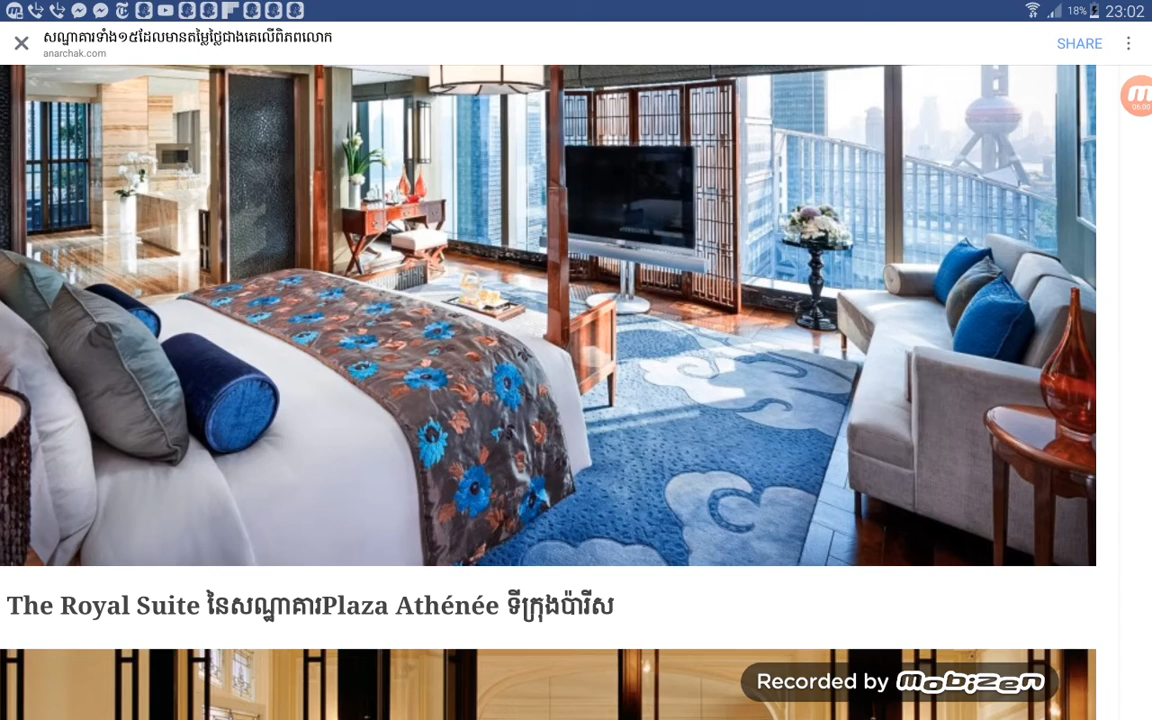 18% 23:02
សណ្ឋាគារទាំង១៥ដែលមានតម្លៃថ្លៃជាងគេលើពិភពលោក
anarchak.com
SHARE
06:00
The Royal Suite នៃសណ្ឋាគារPlaza Athénée ទីក្រុងប៉ារីស
Recorded by mobizen